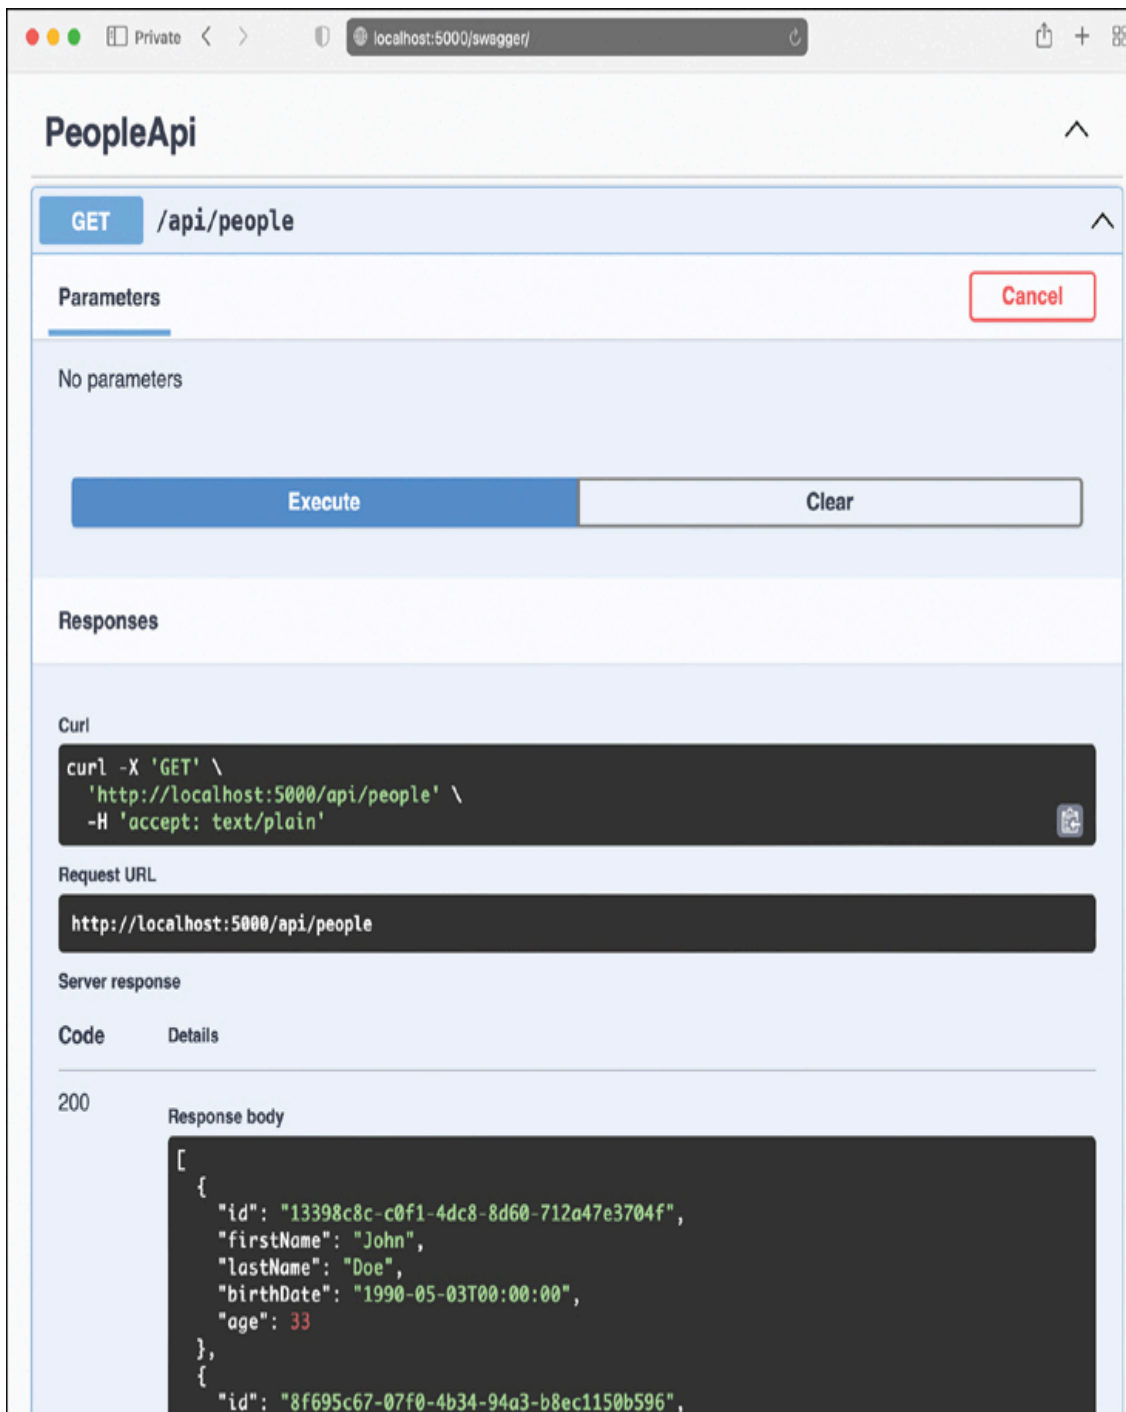 Private localhost:5000/swagger/
PeopleApi
GET /api/people
Parameters Cancel
No parameters
Execute Clear
Responses
Curl
curl -X 'GET' \
'http://localhost:5000/api/people' \
-H 'accept: text/plain'
Request URL
http://localhost:5000/api/people
Server response
Code Details
200
Response body
[
{
"id": "13398c8c-c0f1-4dc8-8d60-712a47e3704f",
"firstName": "John",
"lastName": "Doe",
"birthDate": "1990-05-03T00:00:00",
"age": 33
},
{
"id": "8f695c67-07f0-4b34-94a3-b8ec1150b596",